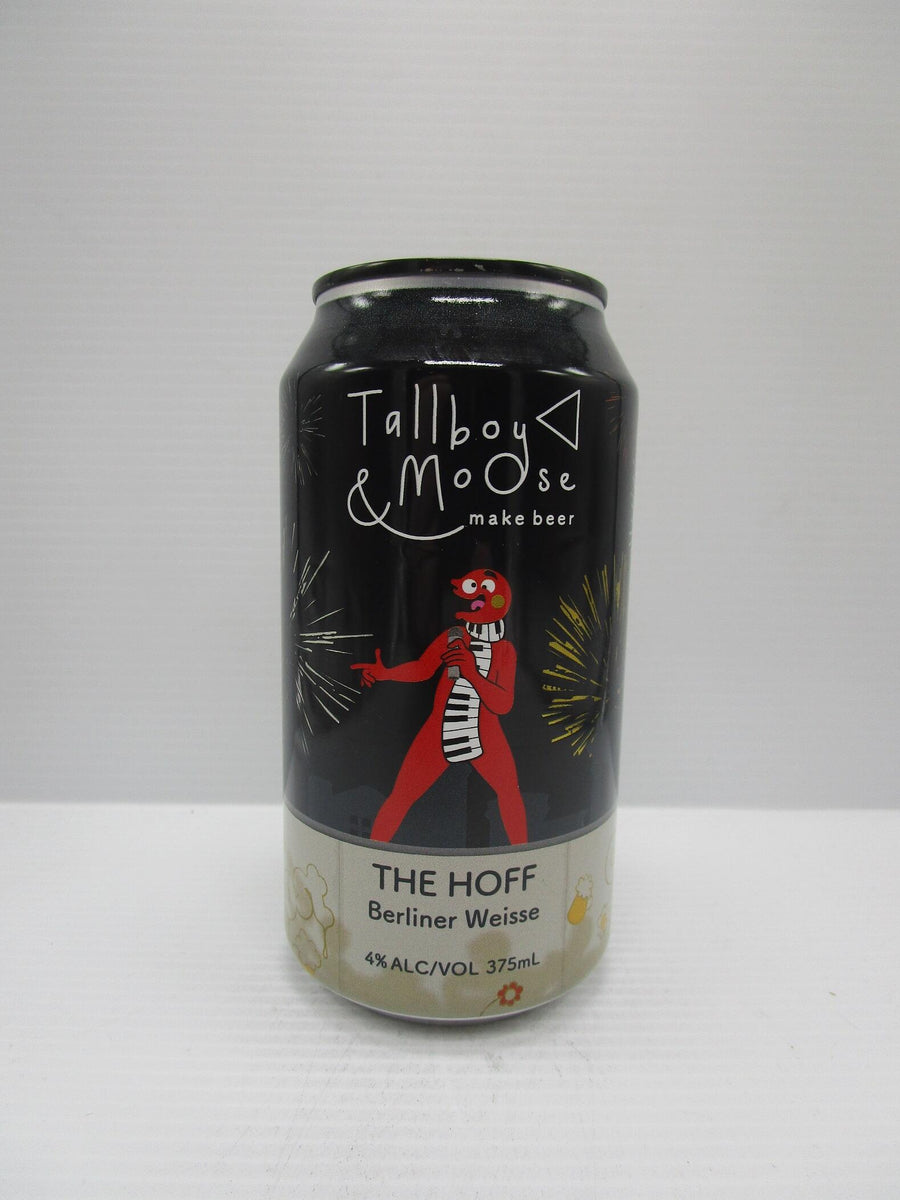 Tallboy
& Moose
make beer
THE HOFF
Berliner Weisse
4% ALC/VOL 375mL